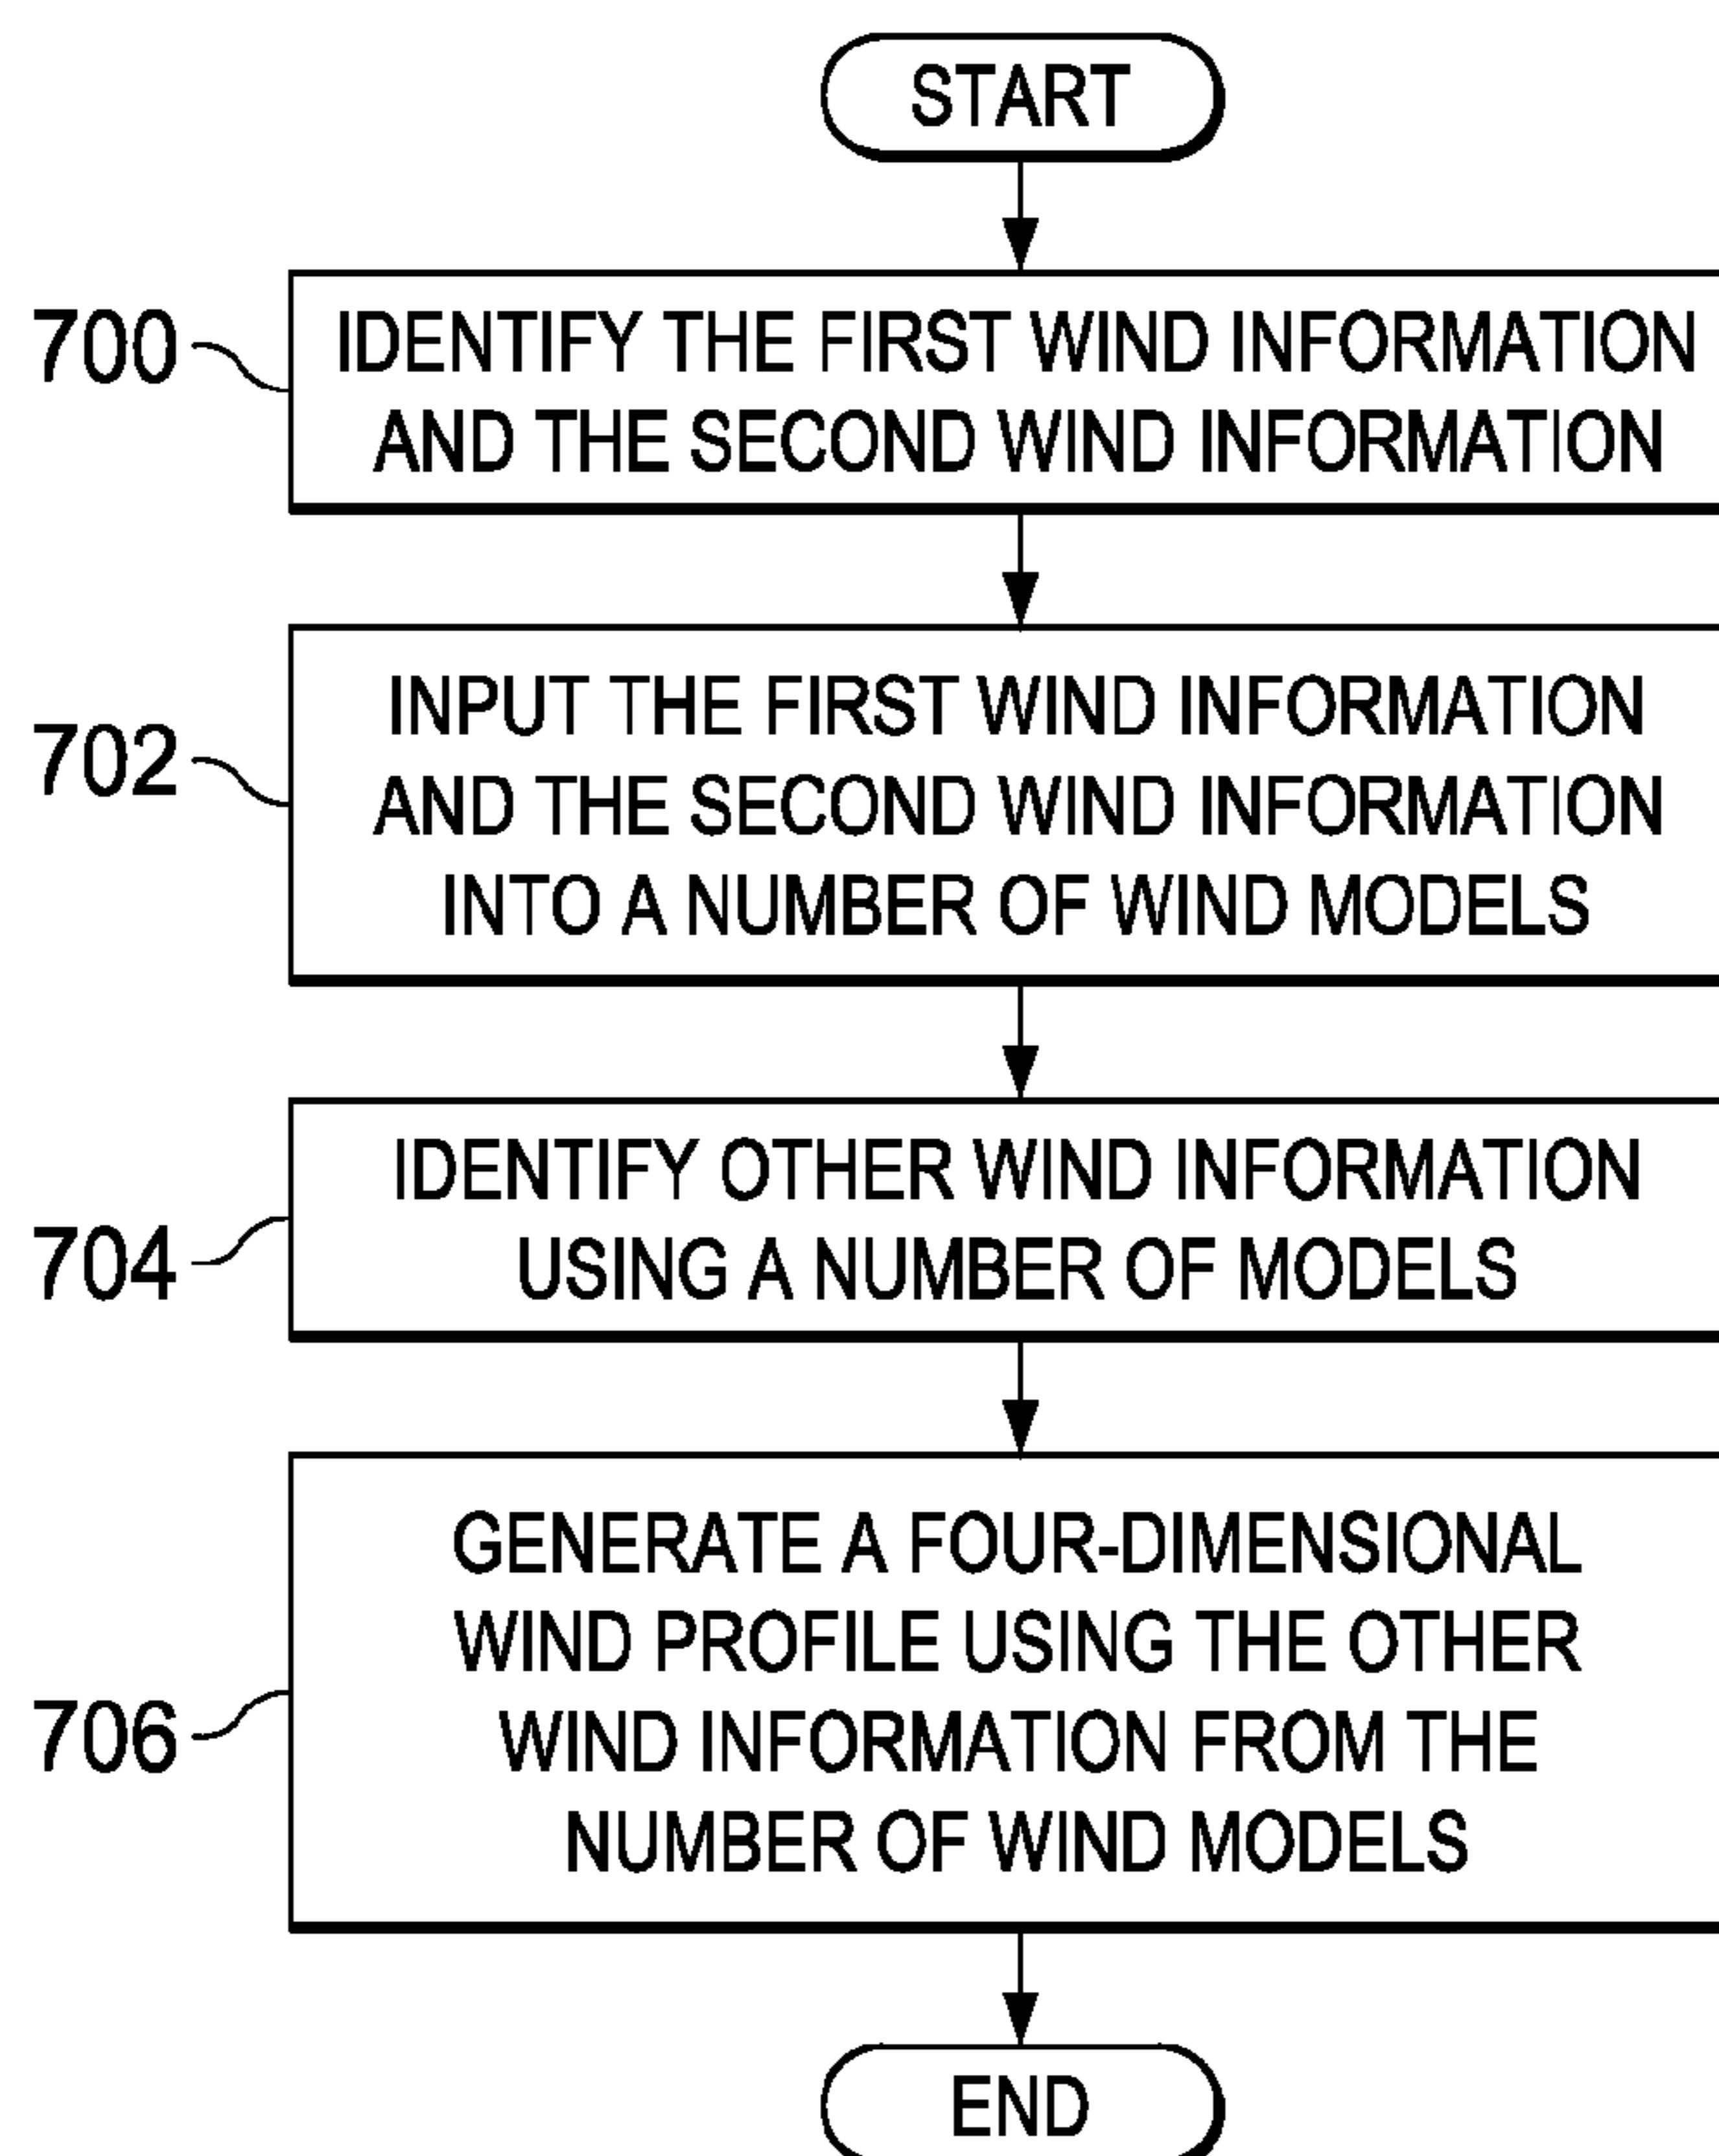 START
700
IDENTIFY THE FIRST WIND INFORMATION
AND THE SECOND WIND INFORMATION
702
INPUT THE FIRST WIND INFORMATION
AND THE SECOND WIND INFORMATION
INTO A NUMBER OF WIND MODELS
704
IDENTIFY OTHER WIND INFORMATION
USING A NUMBER OF MODELS
706
GENERATE A FOUR-DIMENSIONAL
WIND PROFILE USING THE OTHER
WIND INFORMATION FROM THE
NUMBER OF WIND MODELS
END